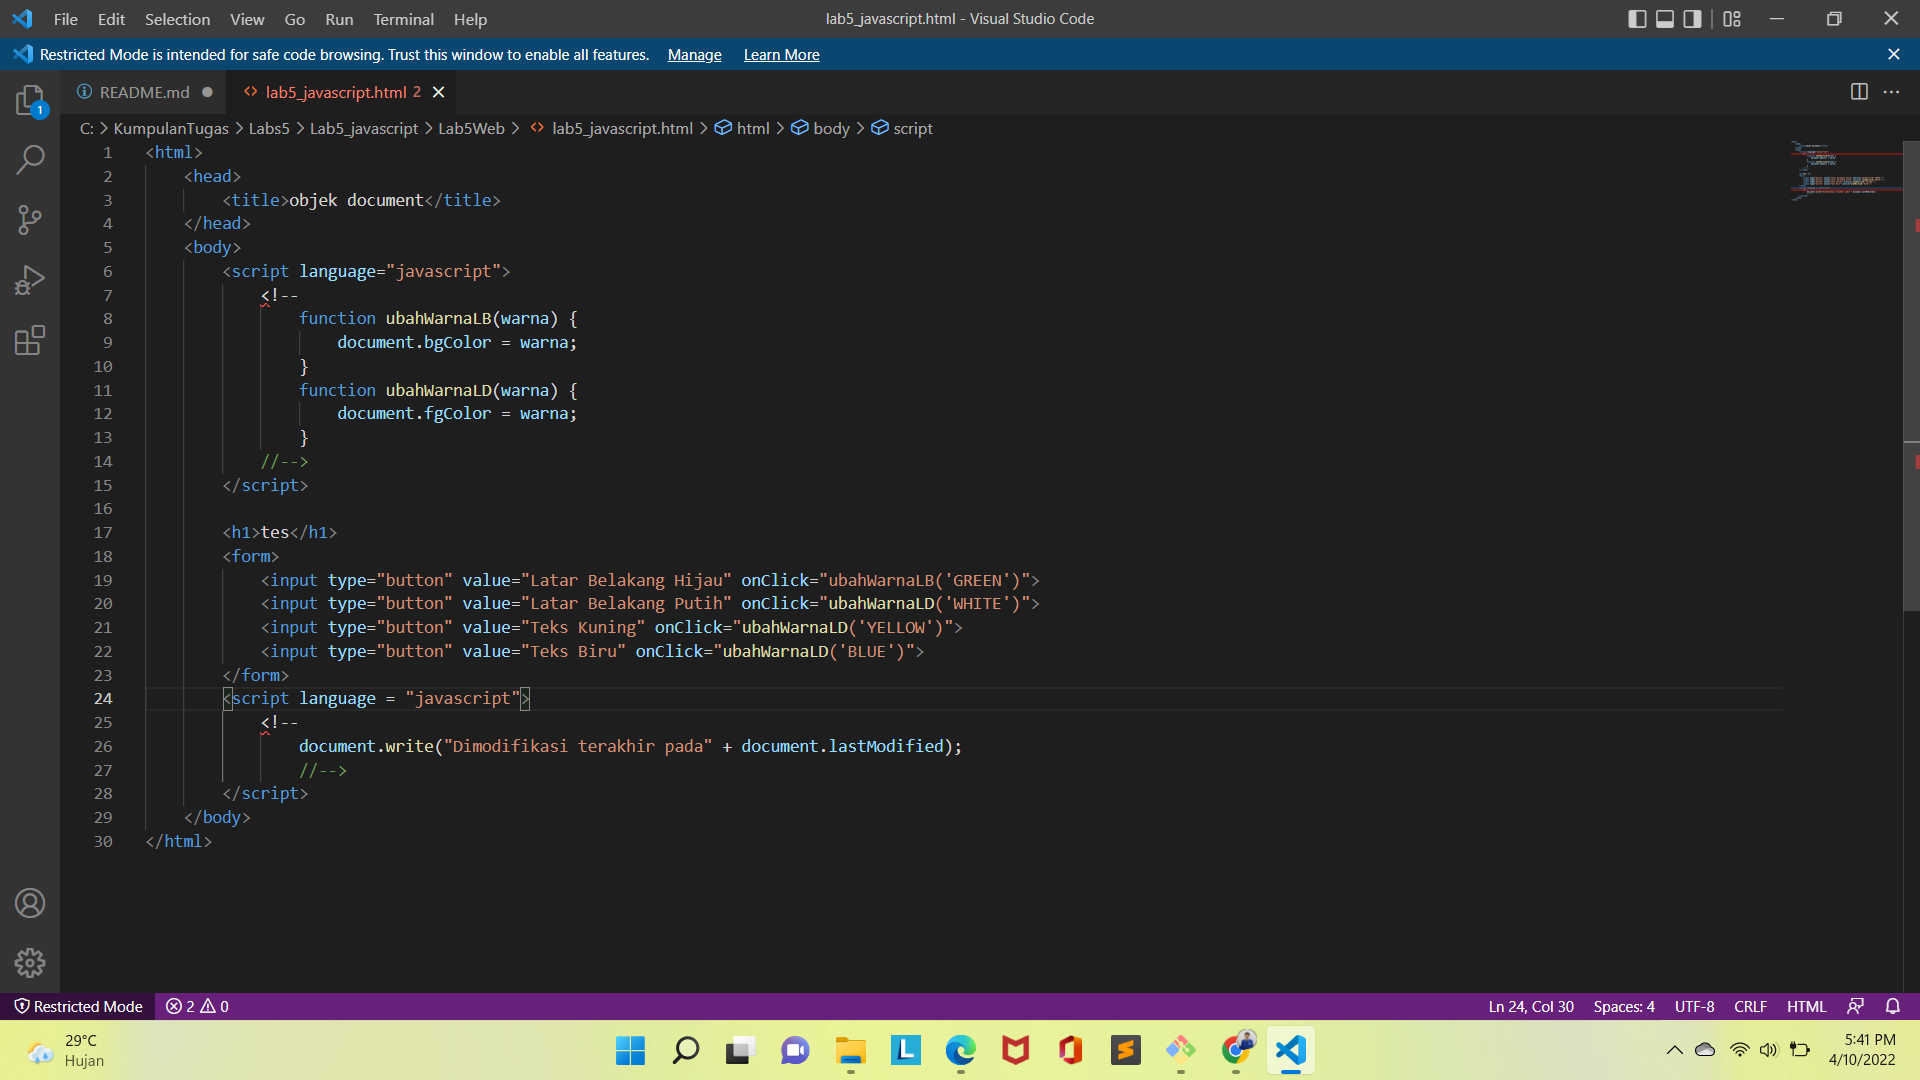 File Edit Selection View Go Run Terminal Help
lab5_javascript.html - Visual Studio Code
Restricted Mode is intended for safe code browsing. Trust this window to enable all features. Manage Learn More
README.md
lab5_javascript.html 2
C: > KumpulanTugas > Labs5 > Lab5_javascript > Lab5Web > lab5_javascript.html > html > body > script
1 <html>
2 <head>
3 <title>objek document</title>
4 </head>
5 <body>
6 <script language="javascript">
7 <!--
8 function ubahWarnaLB(warna) {
9 document.bgColor = warna;
10 }
11 function ubahWarnaLD(warna) {
12 document.fgColor = warna;
13 }
14 //-->
15 </script>
16
17 <h1>tes</h1>
18 <form>
19 <input type="button" value="Latar Belakang Hijau" onClick="ubahWarnaLB('GREEN')">
20 <input type="button" value="Latar Belakang Putih" onClick="ubahWarnaLD('WHITE')">
21 <input type="button" value="Teks Kuning" onClick="ubahWarnaLD('YELLOW')">
22 <input type="button" value="Teks Biru" onClick="ubahWarnaLD('BLUE')">
23 </form>
24 <script language = "javascript">
25 <!--
26 document.write("Dimodifikasi terakhir pada" + document.lastModified);
27 //-->
28 </script>
29 </body>
30 </html>
1
Restricted Mode 2 0
Ln 24, Col 30 Spaces: 4 UTF-8 CRLF HTML
29°C
Hujan
L
5:41 PM
4/10/2022